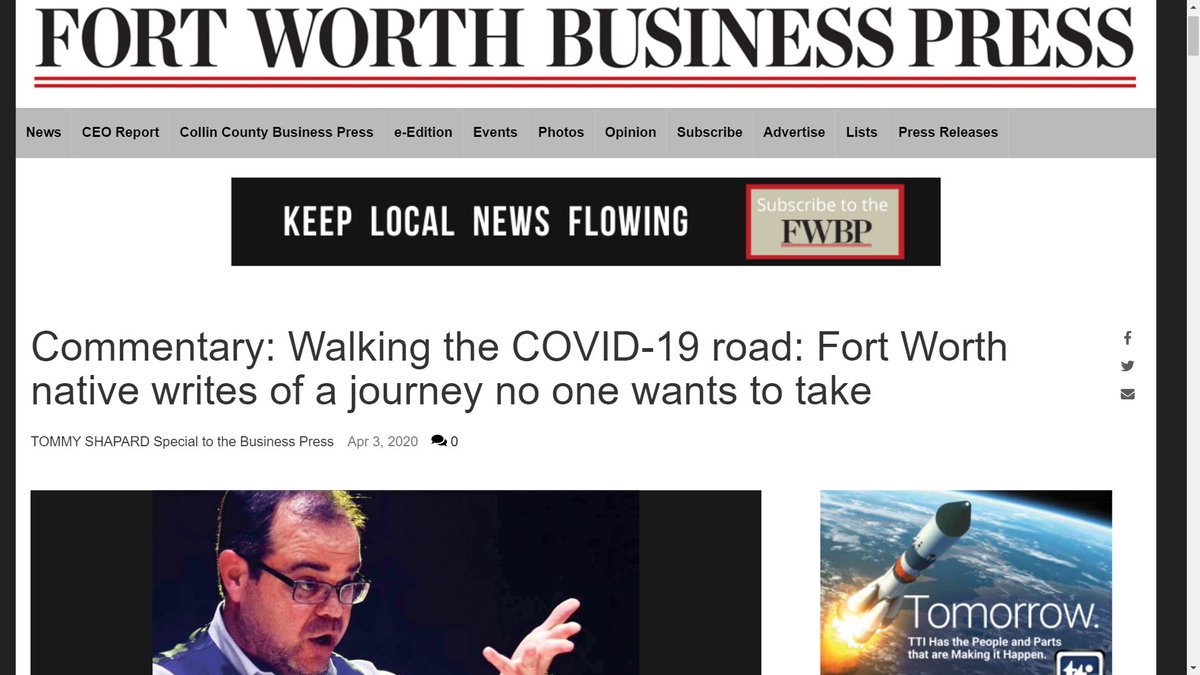 FORT WORTH BUSINESS PRESS
News CEO Report Collin County Business Press e-Edition Events Photos Opinion Subscribe Advertise Lists Press Releases
KEEP LOCAL NEWS FLOWING
Subscribe to the
FWBP
Commentary: Walking the COVID-19 road: Fort Worth
native writes of a journey no one wants to take
TOMMY SHAPARD Special to the Business Press Apr 3, 2020 0
Tomorrow.
TTI Has the People and Parts
that are Making it Happen.